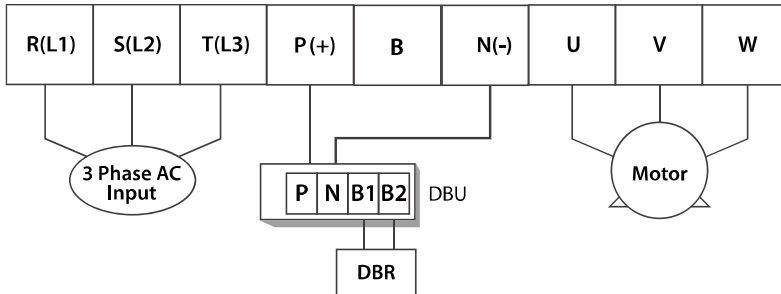 R(L1) S(L2) T(L3) P(+) B N(-) U V W
3 Phase AC
Input
P N B1 B2 DBU
Motor
DBR